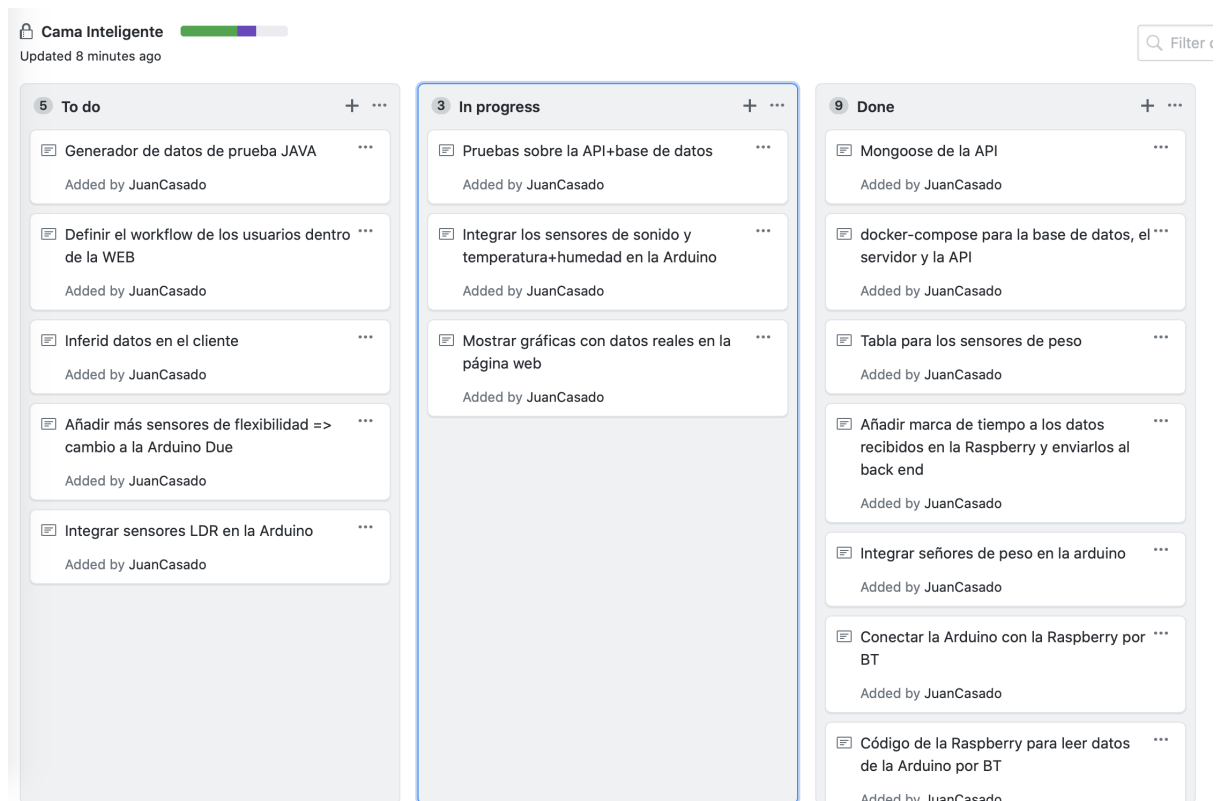 Cama Inteligente
Updated 8 minutes ago
Filter
5 To do
Generador de datos de prueba JAVA
Added by JuanCasado
Definir el workflow de los usuarios dentro
de la WEB
Added by JuanCasado
Inferid datos en el cliente
Added by JuanCasado
Añadir más sensores de flexibilidad =>
cambio a la Arduino Due
Added by JuanCasado
Integrar sensores LDR en la Arduino
Added by JuanCasado
3 In progress
Pruebas sobre la API+base de datos
Added by JuanCasado
Integrar los sensores de sonido y
temperatura+humedad en la Arduino
Added by JuanCasado
Mostrar gráficas con datos reales en la
página web
Added by JuanCasado
9 Done
Mongoose de la API
Added by JuanCasado
docker-compose para la base de datos, el
servidor y la API
Added by JuanCasado
Tabla para los sensores de peso
Added by JuanCasado
Añadir marca de tiempo a los datos
recibidos en la Raspberry y enviarlos al
back end
Added by JuanCasado
Integrar señores de peso en la arduino
Added by JuanCasado
Conectar la Arduino con la Raspberry por
BT
Added by JuanCasado
Código de la Raspberry para leer datos
de la Arduino por BT
Added by JuanCasado